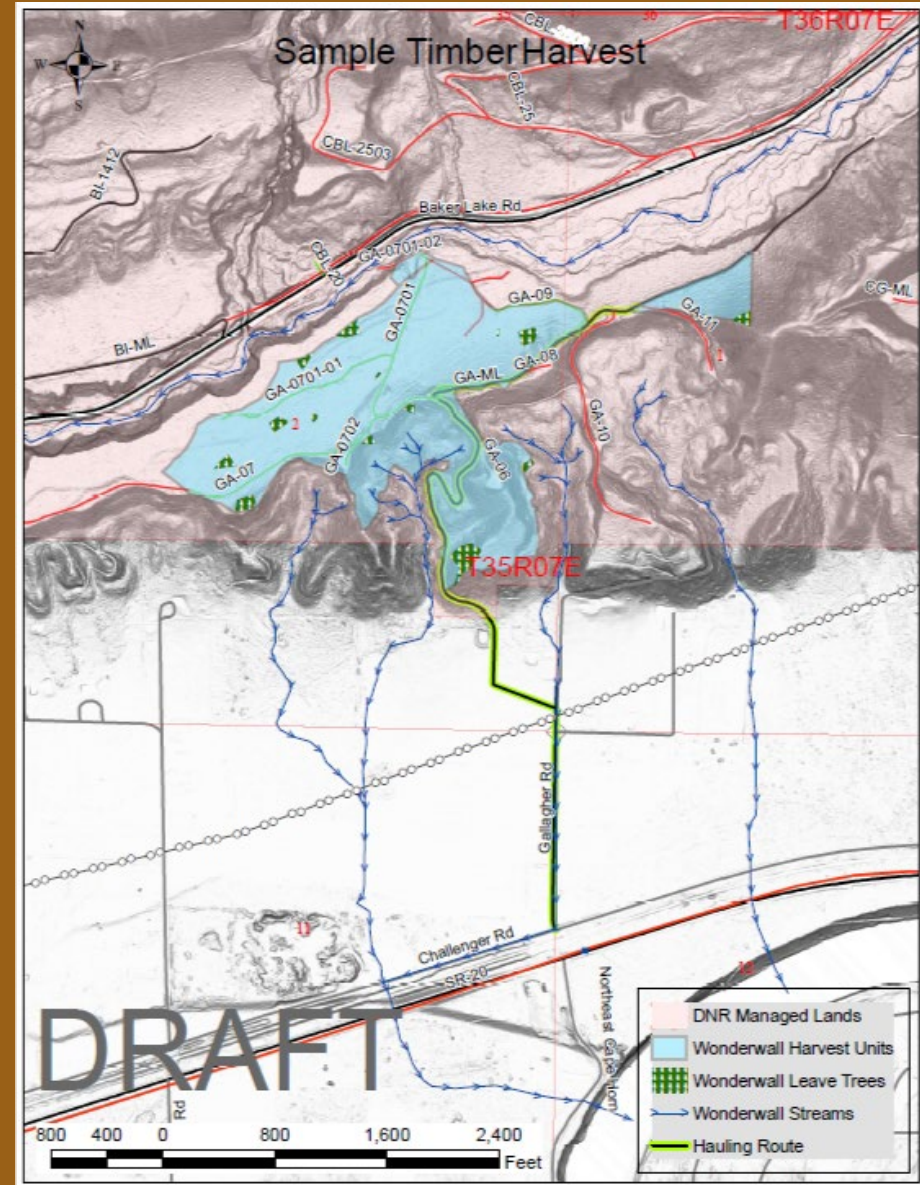 T36R07E
36
CBL-25
N
W E
S
Sample Timber Harvest
CBL-2503
BI-1412
Baker Lake Rd
GA-0701-02
CBL-20
GA-0701
GA-09
GA-11
CG-ML
BI-ML
GA-08
GA-ML
1
GA-0701-01
GA-10
2
GA-0702
GA-06
GA-07
T35R07E
Gallagher Rd
11
Challenger Rd
SR-20
12
Northeast Cape Horn
DRAFT
Rd
DNR Managed Lands
Wonderwall Harvest Units
Wonderwall Leave Trees
Wonderwall Streams
Hauling Route
800 400 0 800 1,600 2,400
Feet